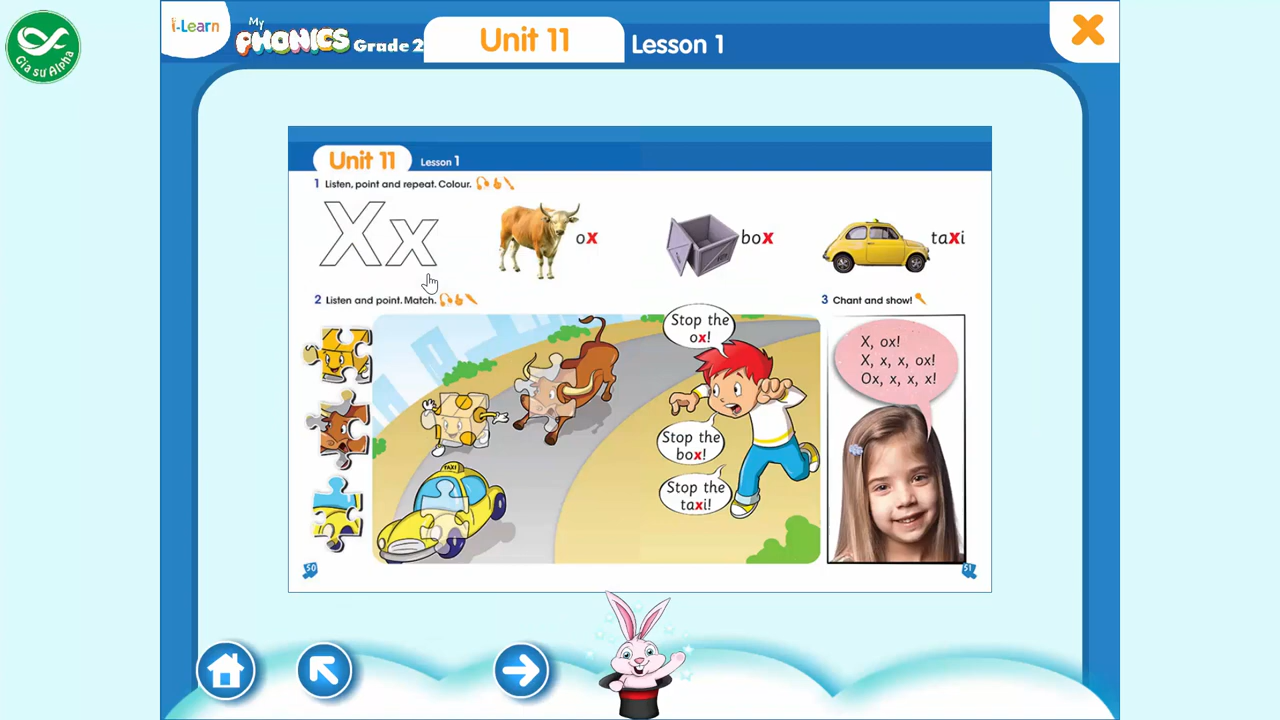 Gia sư Alpha
i-Learn
My
PHONICS Grade 2
Unit 11
Lesson 1
Unit 11
Lesson 1
1 Listen, point and repeat. Colour.
Xx
ox
box
taxi
2 Listen and point. Match.
3 Chant and show!
Stop the
ox!
Stop the
box!
Stop the
taxi!
TAXI
X, ox!
X, x, x, ox!
Ox, x, x, x!
50
51